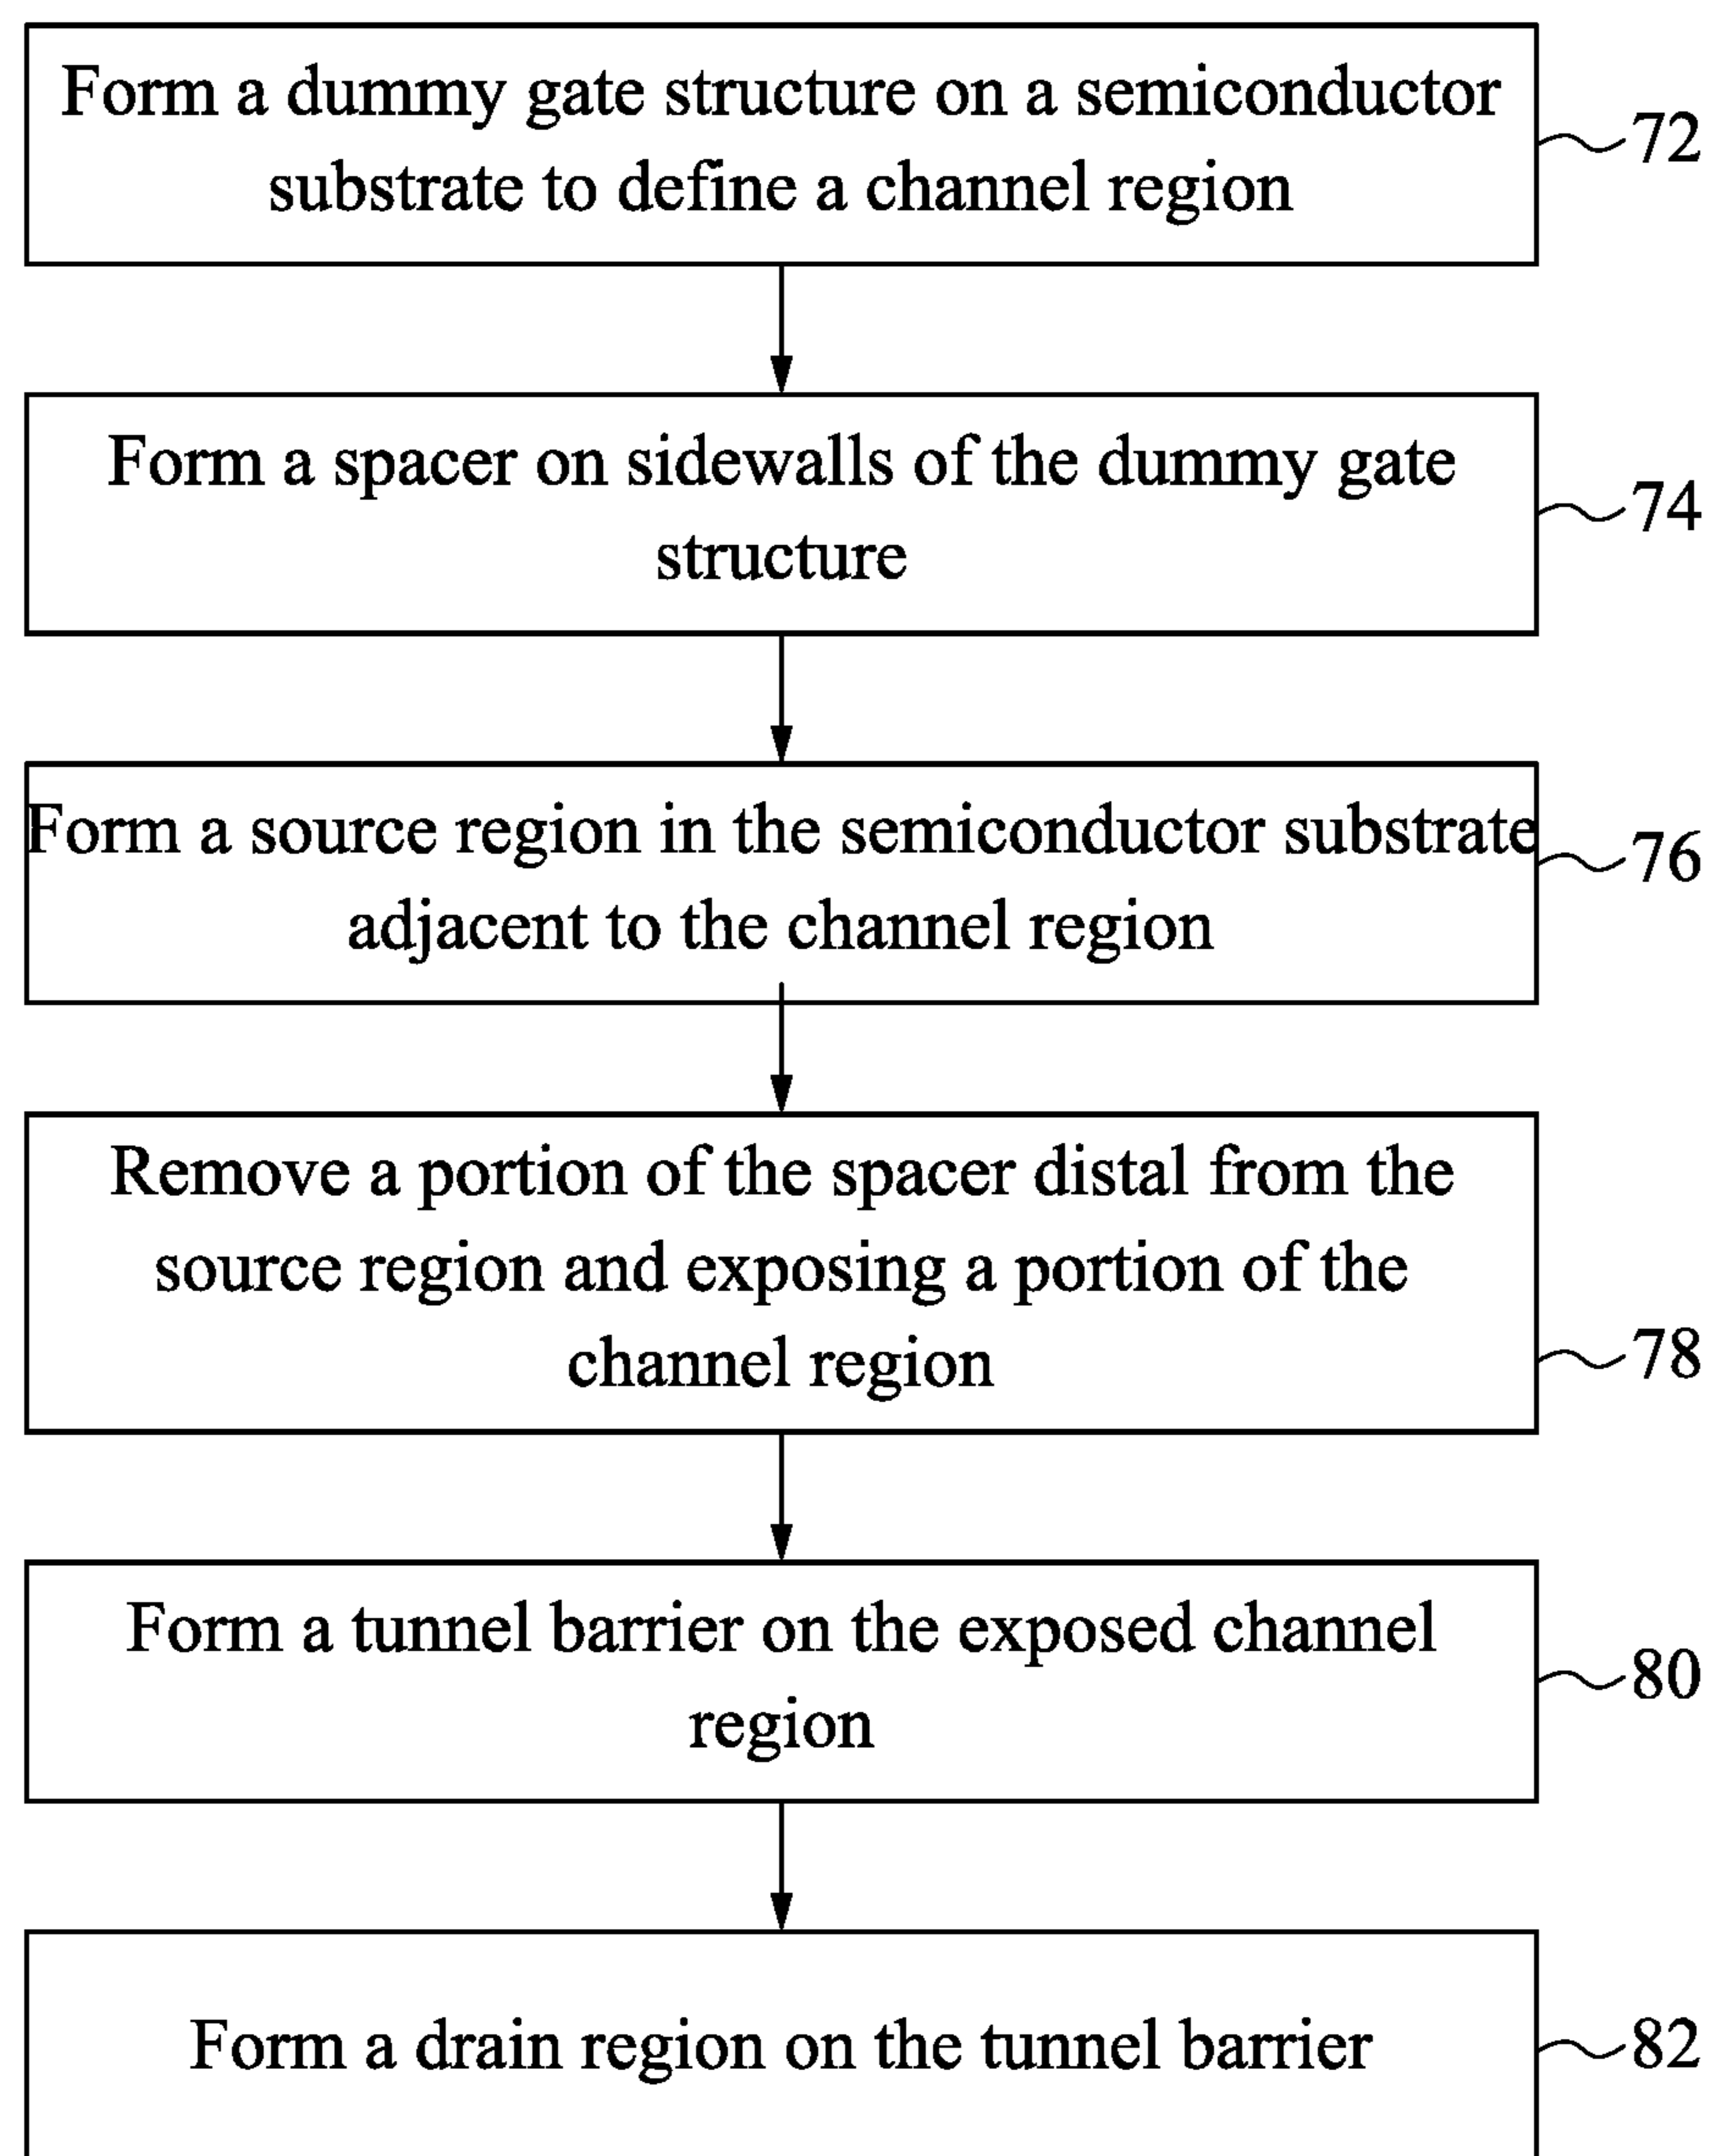 Form a dummy gate structure on a semiconductor
substrate to define a channel region
72
Form a spacer on sidewalls of the dummy gate
structure
74
Form a source region in the semiconductor substrate
adjacent to the channel region
76
Remove a portion of the spacer distal from the
source region and exposing a portion of the
channel region
78
Form a tunnel barrier on the exposed channel
region
80
Form a drain region on the tunnel barrier
82